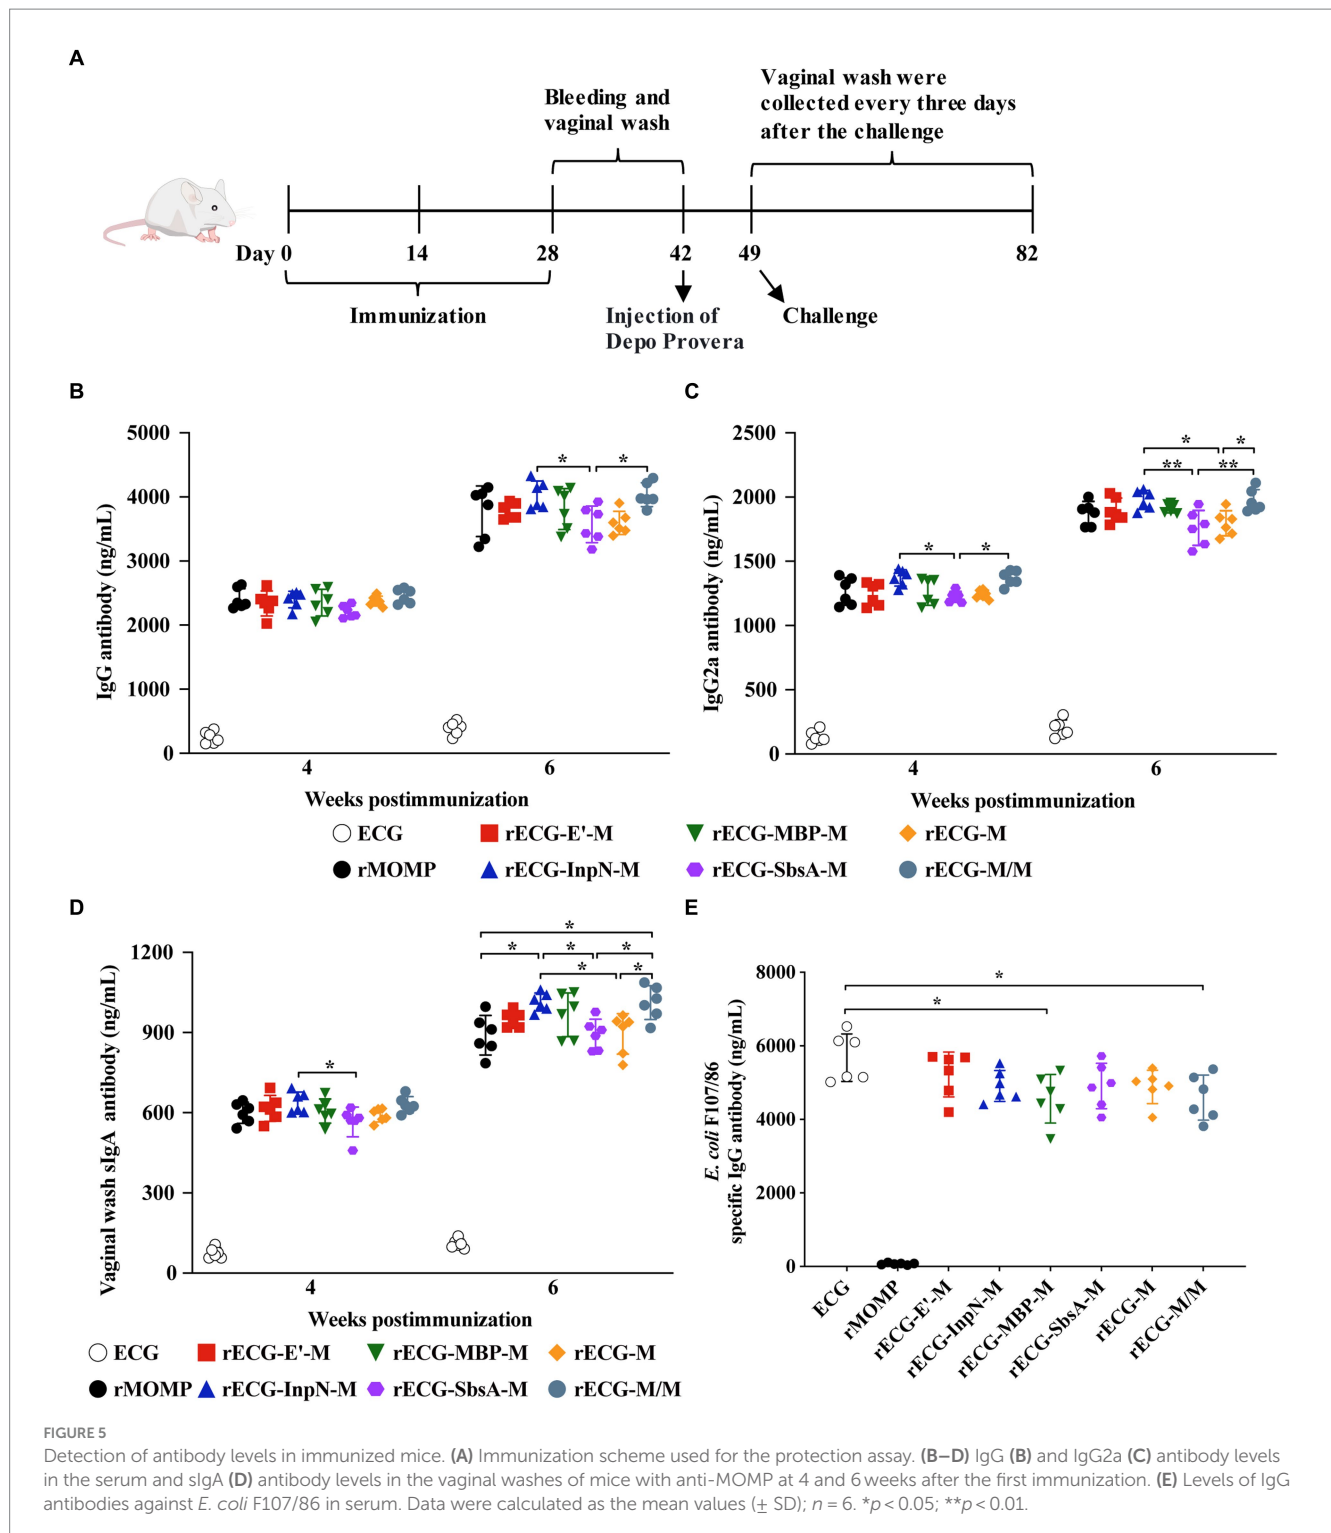 A
Bleeding and
vaginal wash
Vaginal wash were
collected every three days
after the challenge
Day 0 14 28 42 49 82
Immunization
Injection of
Depo Provera
Challenge
B
IgG antibody (ng/mL)
5000
4000
3000
2000
1000
0
* *
4 6
Weeks postimmunization
C
IgG2a antibody (ng/mL)
2500
2000
1500
1000
500
0
* *
** **
* *
4 6
Weeks postimmunization
ECG rECG-E'-M rECG-MBP-M rECG-M
rMOMP rECG-InpN-M rECG-SbsA-M rECG-M/M
D
Vaginal wash sIgA antibody (ng/mL)
1200
900
600
300
0
*
* * *
* *
*
4 6
Weeks postimmunization
ECG rECG-E'-M rECG-MBP-M rECG-M
rMOMP rECG-InpN-M rECG-SbsA-M rECG-M/M
E
E. coli F107/86
specific IgG antibody (ng/mL)
8000
6000
4000
2000
0
*
*
ECG
rMOMP
rECG-E'-M
rECG-InpN-M
rECG-MBP-M
rECG-SbsA-M
rECG-M
rECG-M/M
FIGURE 5
Detection of antibody levels in immunized mice. (A) Immunization scheme used for the protection assay. (B–D) IgG (B) and IgG2a (C) antibody levels
in the serum and sIgA (D) antibody levels in the vaginal washes of mice with anti-MOMP at 4 and 6 weeks after the first immunization. (E) Levels of IgG
antibodies against E. coli F107/86 in serum. Data were calculated as the mean values (± SD); n = 6. *p < 0.05; **p < 0.01.